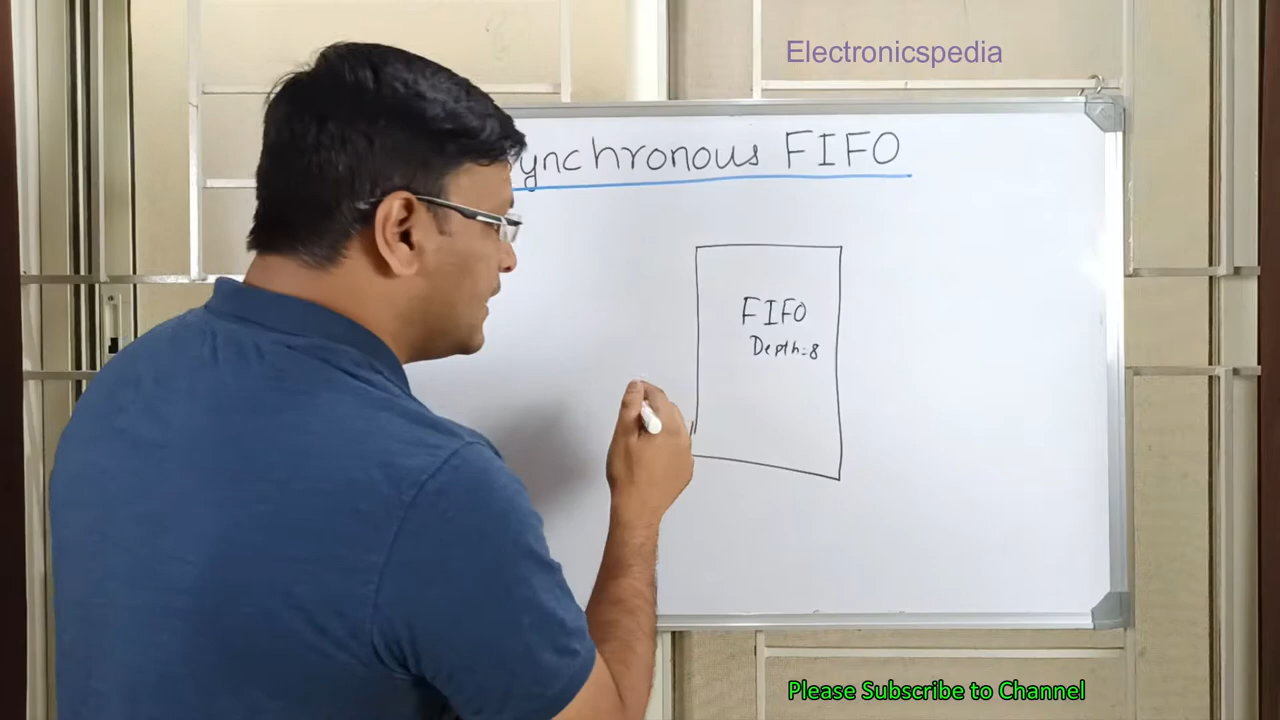 Electronicspedia
ynchronous FIFO
FIFO
Depth=8
Please Subscribe to Channel